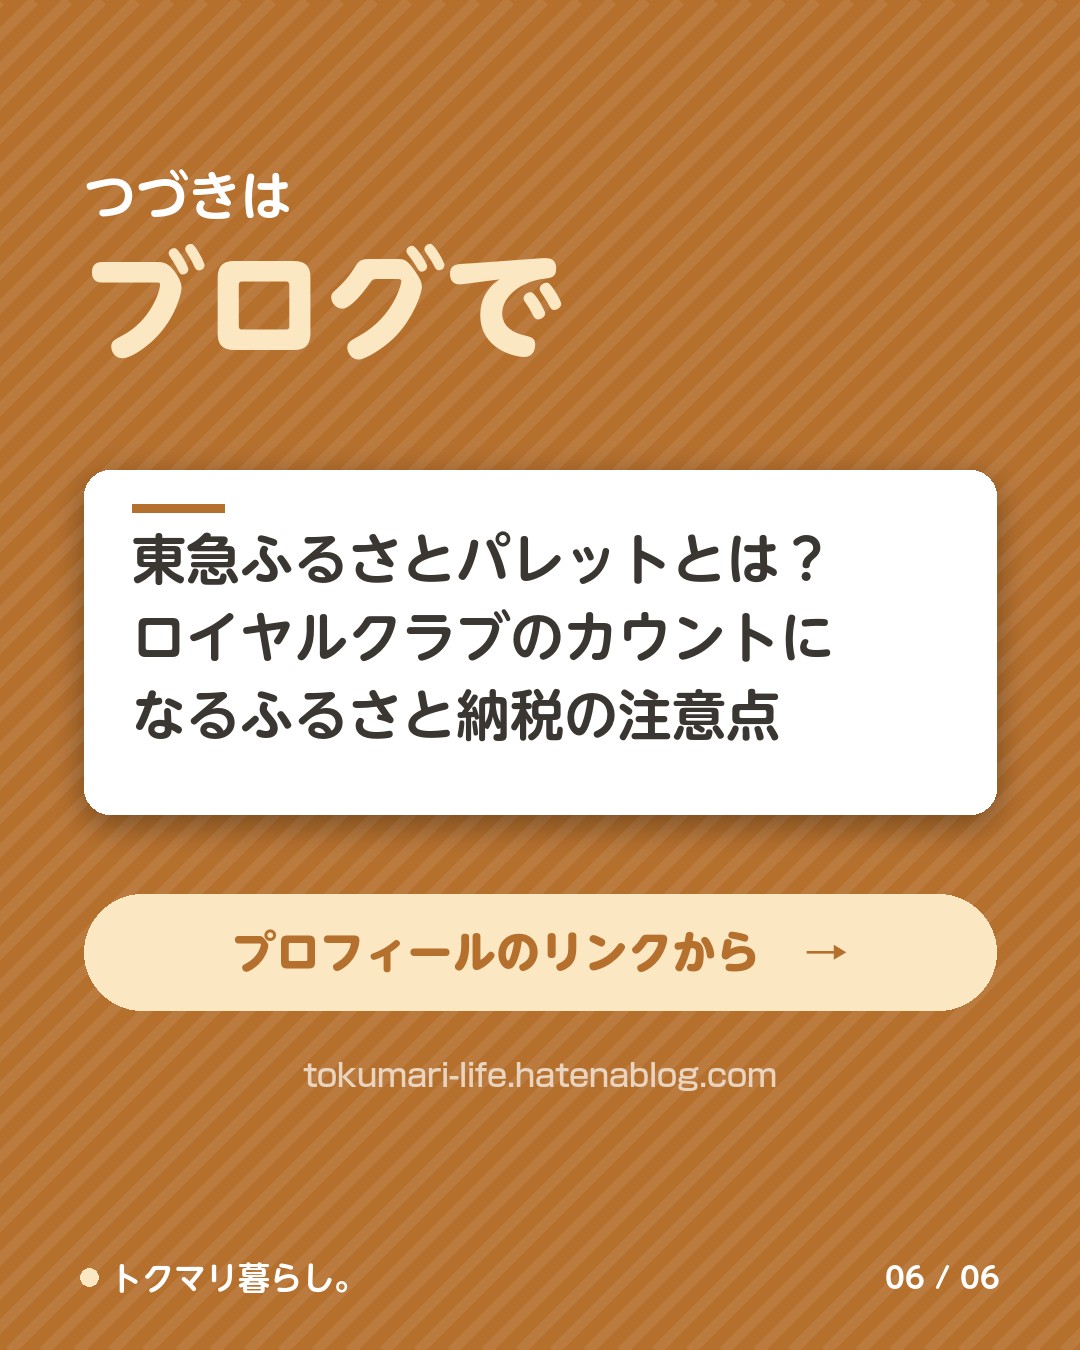 つづきは
ブログで
東急ふるさとパレットとは？
ロイヤルクラブのカウントに
なるふるさと納税の注意点
プロフィールのリンクから →
tokumari-life.hatenablog.com
トクマリ暮らし。
06 / 06